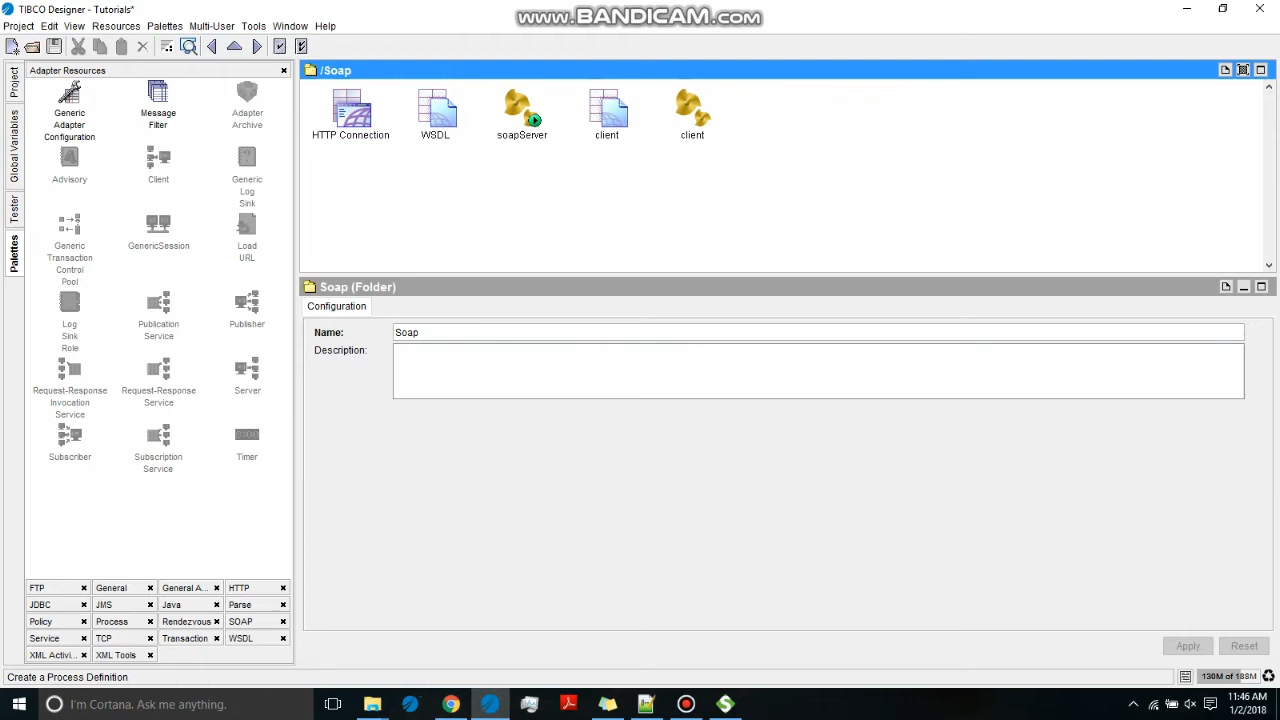 TIBCO Designer - Tutorials*
www.BANDICAM.com
Project Edit View Resources Palettes Multi-User Tools Window Help
Project
Global Variables
Tester
Palettes
Adapter Resources
Generic
Adapter
Configuration
Message
Filter
Adapter
Archive
Advisory
Client
Generic
Log
Sink
Generic
Transaction
Control
Pool
GenericSession
Load
URL
Log
Sink
Role
Publication
Service
Publisher
Request-Response
Invocation
Service
Request-Response
Service
Server
Subscriber
Subscription
Service
Timer
FTP General General A... HTTP
JDBC JMS Java Parse
Policy Process Rendezvous SOAP
Service TCP Transaction WSDL
XML Activi... XML Tools
/Soap
HTTP Connection WSDL soapServer client client
Soap (Folder)
Configuration
Name: Soap
Description:
Apply Reset
Create a Process Definition
130M of 188M
I'm Cortana. Ask me anything.
11:46 AM
1/2/2018